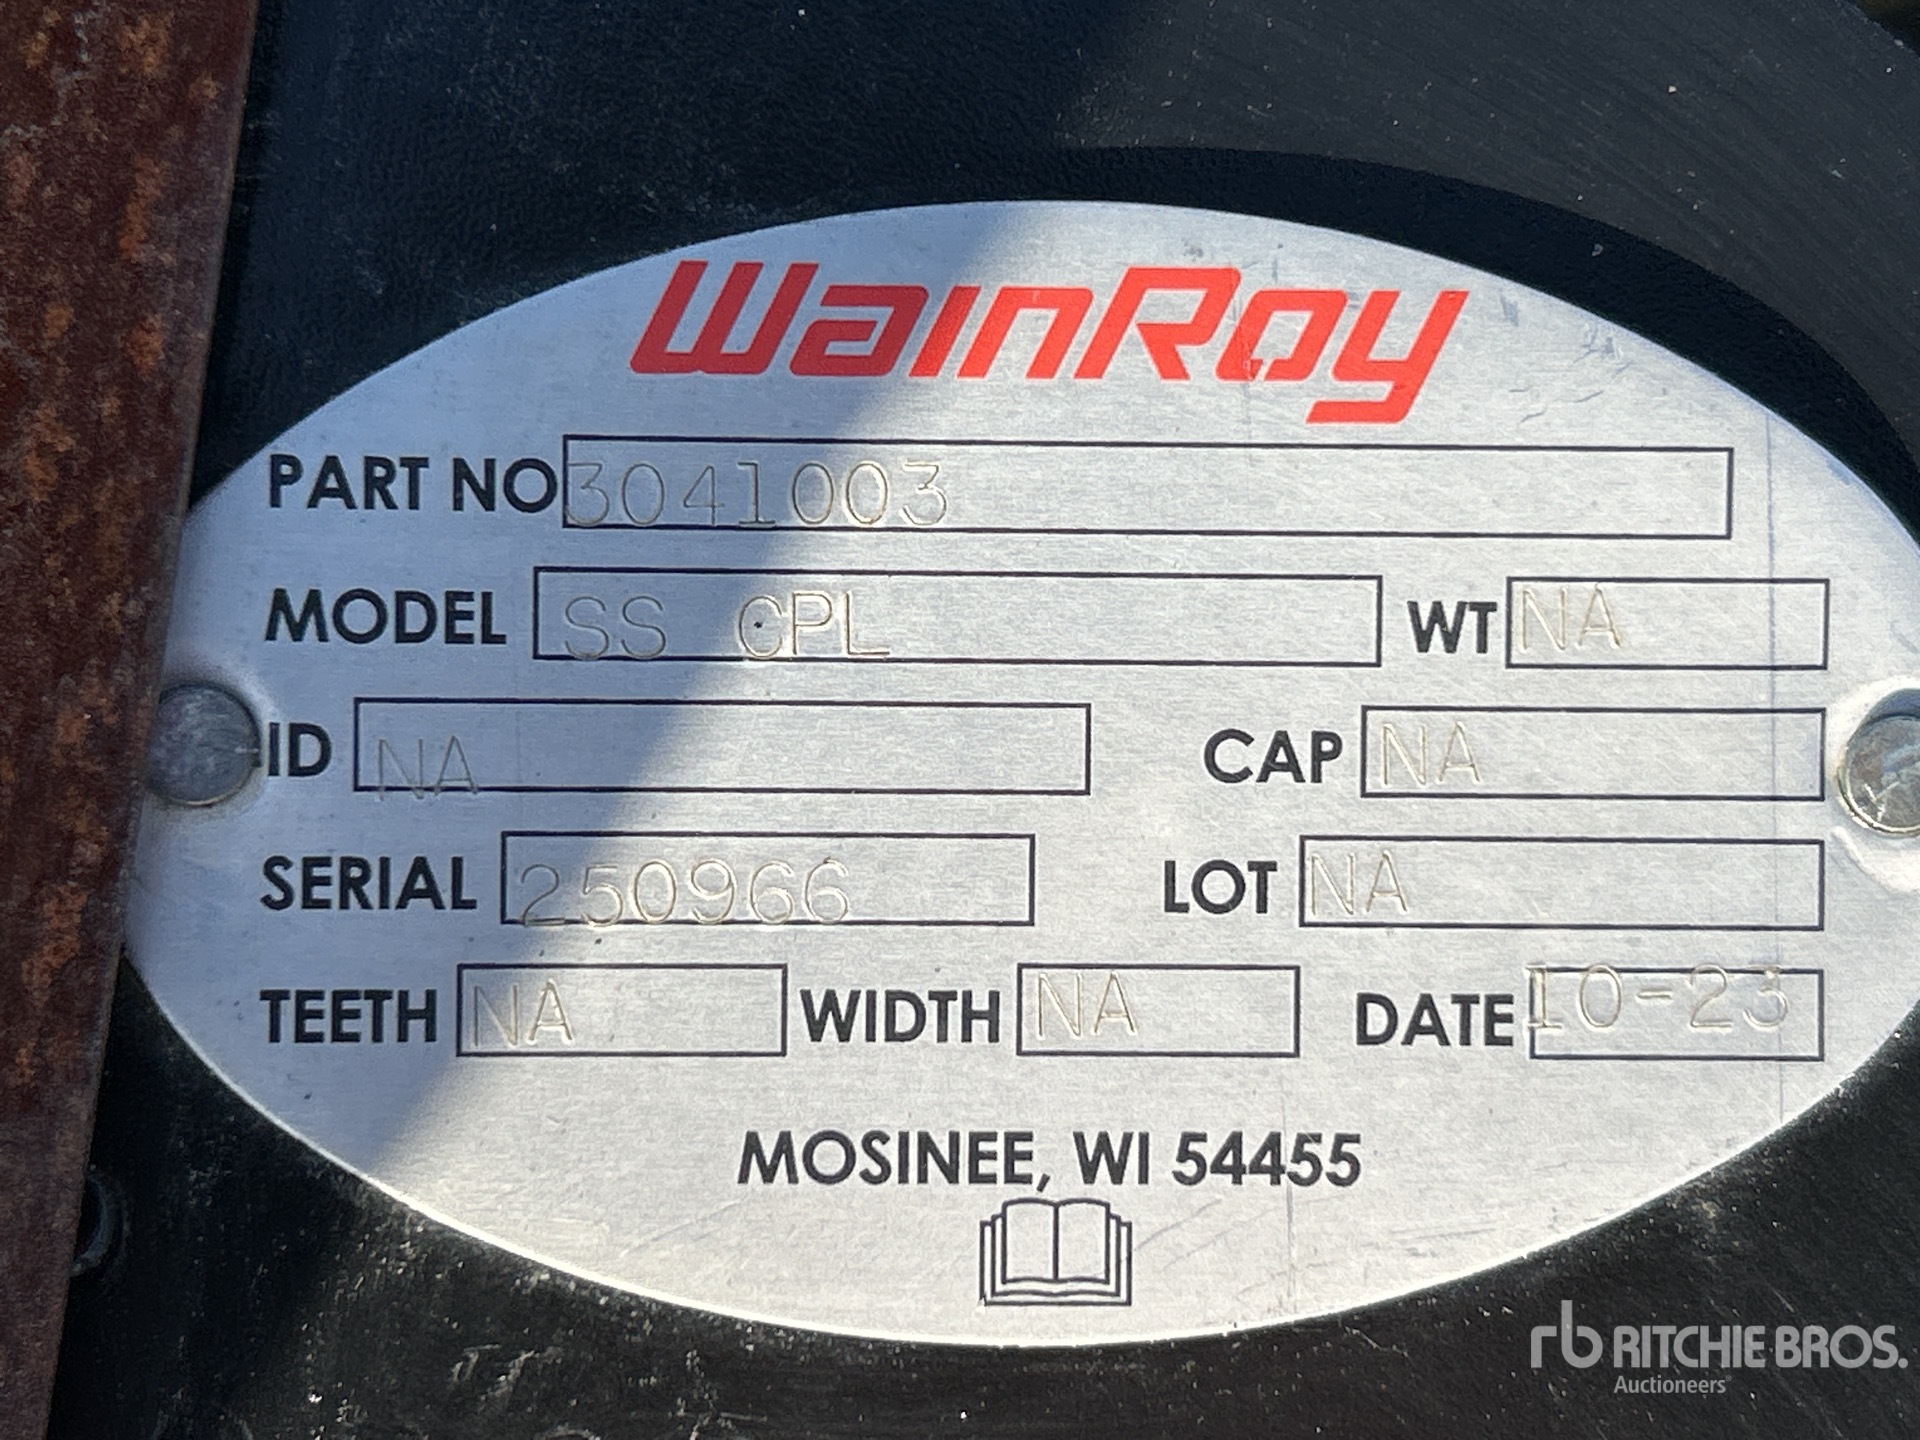 WainRoy
PART NO 3041003
MODEL SS CPL WT NA
ID NA CAP NA
SERIAL 250966 LOT NA
TEETH NA WIDTH NA DATE 10-23
MOSINEE, WI 54455
rb RITCHIE BROS.
Auctioneers